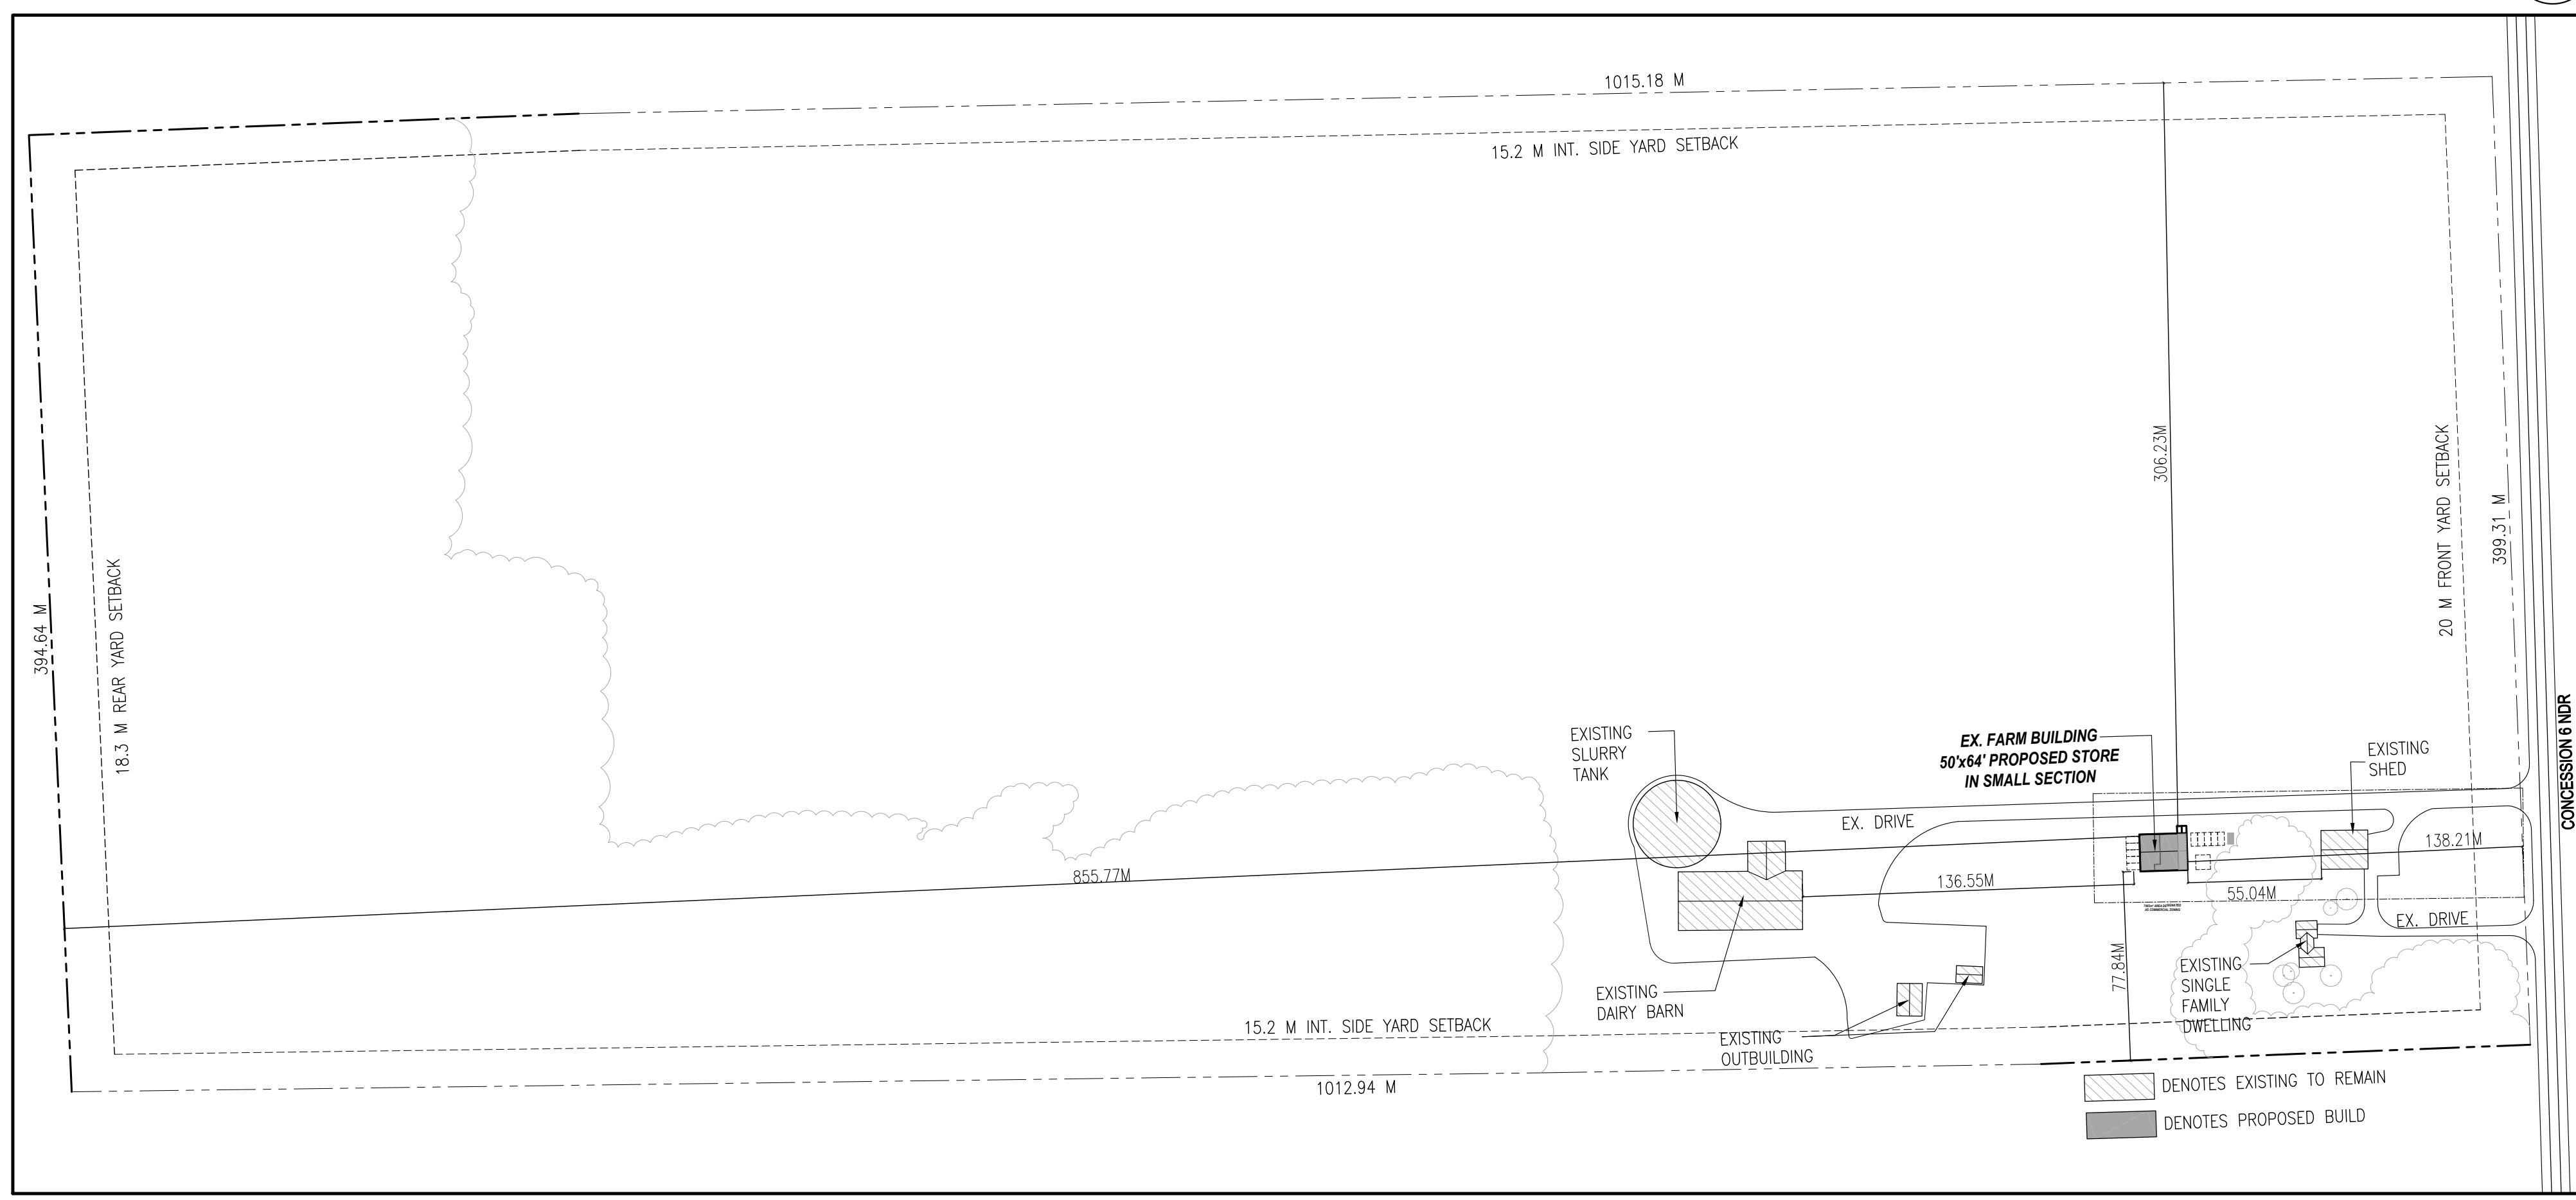 1015.18 M
15.2 M INT. SIDE YARD SETBACK
306.23M
20 M FRONT YARD SETBACK
399.31 M
394.64 M
18.3 M REAR YARD SETBACK
CONCESSION 6 NDR
EXISTING
SLURRY
TANK
EX. FARM BUILDING
50'x64' PROPOSED STORE
IN SMALL SECTION
EXISTING
SHED
EX. DRIVE
138.21M
855.77M
136.55M
55.04M
EX. DRIVE
77.84M
EXISTING
SINGLE
FAMILY
DWELLING
EXISTING
DAIRY BARN
15.2 M INT. SIDE YARD SETBACK
EXISTING
OUTBUILDING
1012.94 M
DENOTES EXISTING TO REMAIN
DENOTES PROPOSED BUILD